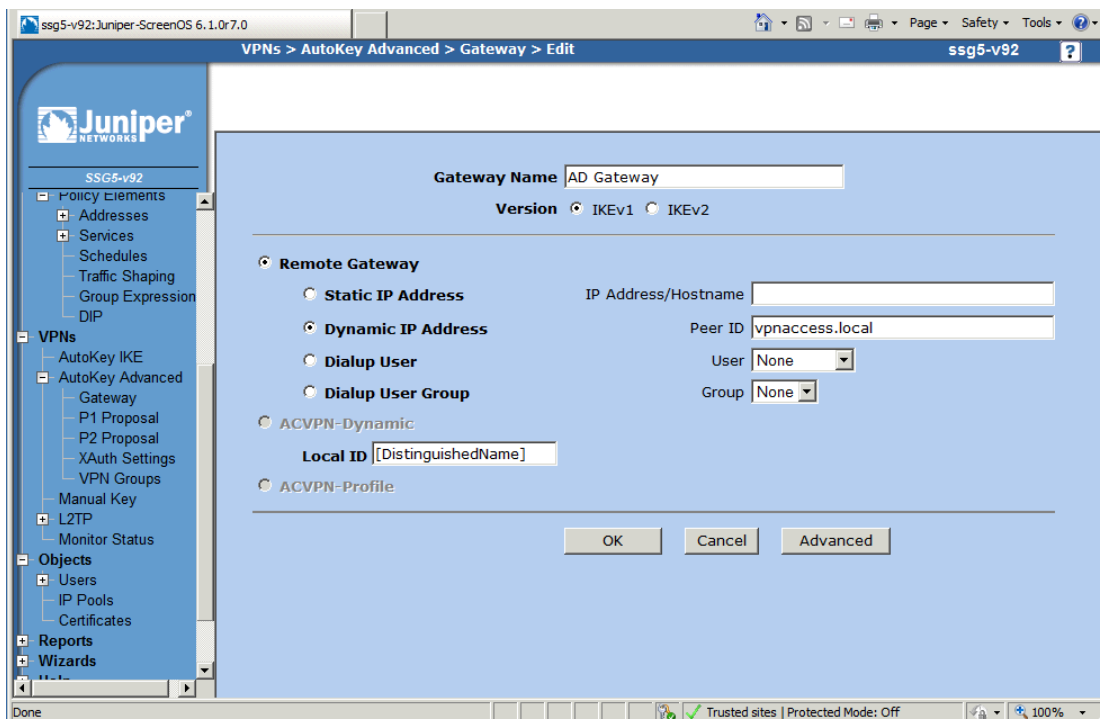 ssg5-v92:Juniper-ScreenOS 6.1.0r7.0
Page Safety Tools
VPNs > AutoKey Advanced > Gateway > Edit
ssg5-v92
?
Juniper®
NETWORKS
SSG5-v92
Policy Elements
Addresses
Services
Schedules
Traffic Shaping
Group Expression
DIP
VPNs
AutoKey IKE
AutoKey Advanced
Gateway
P1 Proposal
P2 Proposal
XAuth Settings
VPN Groups
Manual Key
L2TP
Monitor Status
Objects
Users
IP Pools
Certificates
Reports
Wizards
Gateway Name AD Gateway
Version IKEv1 IKEv2
Remote Gateway
Static IP Address IP Address/Hostname
Dynamic IP Address Peer ID vpnaccess.local
Dialup User User None
Dialup User Group Group None
ACVPN-Dynamic
Local ID [DistinguishedName]
ACVPN-Profile
OK Cancel Advanced
Done
Trusted sites | Protected Mode: Off
100%